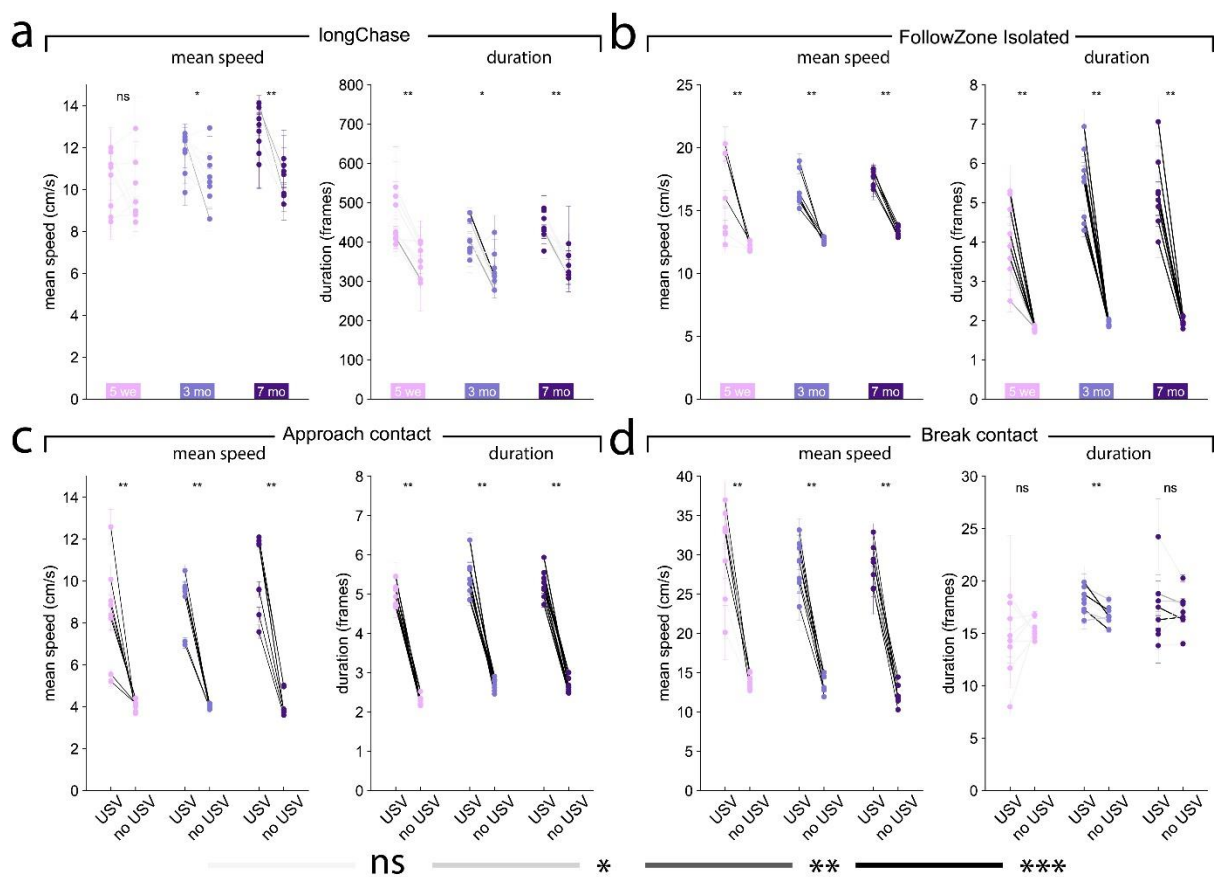 a longChase
mean speed
duration
mean speed (cm/s)
14
12
10
8
6
4
2
0
ns
*
**
5 we
3 mo
7 mo
duration (frames)
800
700
600
500
400
300
200
100
0
**
*
**
5 we
3 mo
7 mo
b FollowZone Isolated
mean speed
duration
mean speed (cm/s)
25
20
15
10
5
0
**
**
**
5 we
3 mo
7 mo
duration (frames)
8
7
6
5
4
3
2
1
0
**
**
**
5 we
3 mo
7 mo
c Approach contact
mean speed
duration
mean speed (cm/s)
14
12
10
8
6
4
2
0
**
**
**
USV
no USV
USV
no USV
USV
no USV
duration (frames)
8
7
6
5
4
3
2
1
0
**
**
**
USV
no USV
USV
no USV
USV
no USV
d Break contact
mean speed
duration
mean speed (cm/s)
40
35
30
25
20
15
10
5
0
**
**
**
USV
no USV
USV
no USV
USV
no USV
duration (frames)
30
25
20
15
10
5
0
ns
**
ns
USV
no USV
USV
no USV
USV
no USV
ns * ** ***